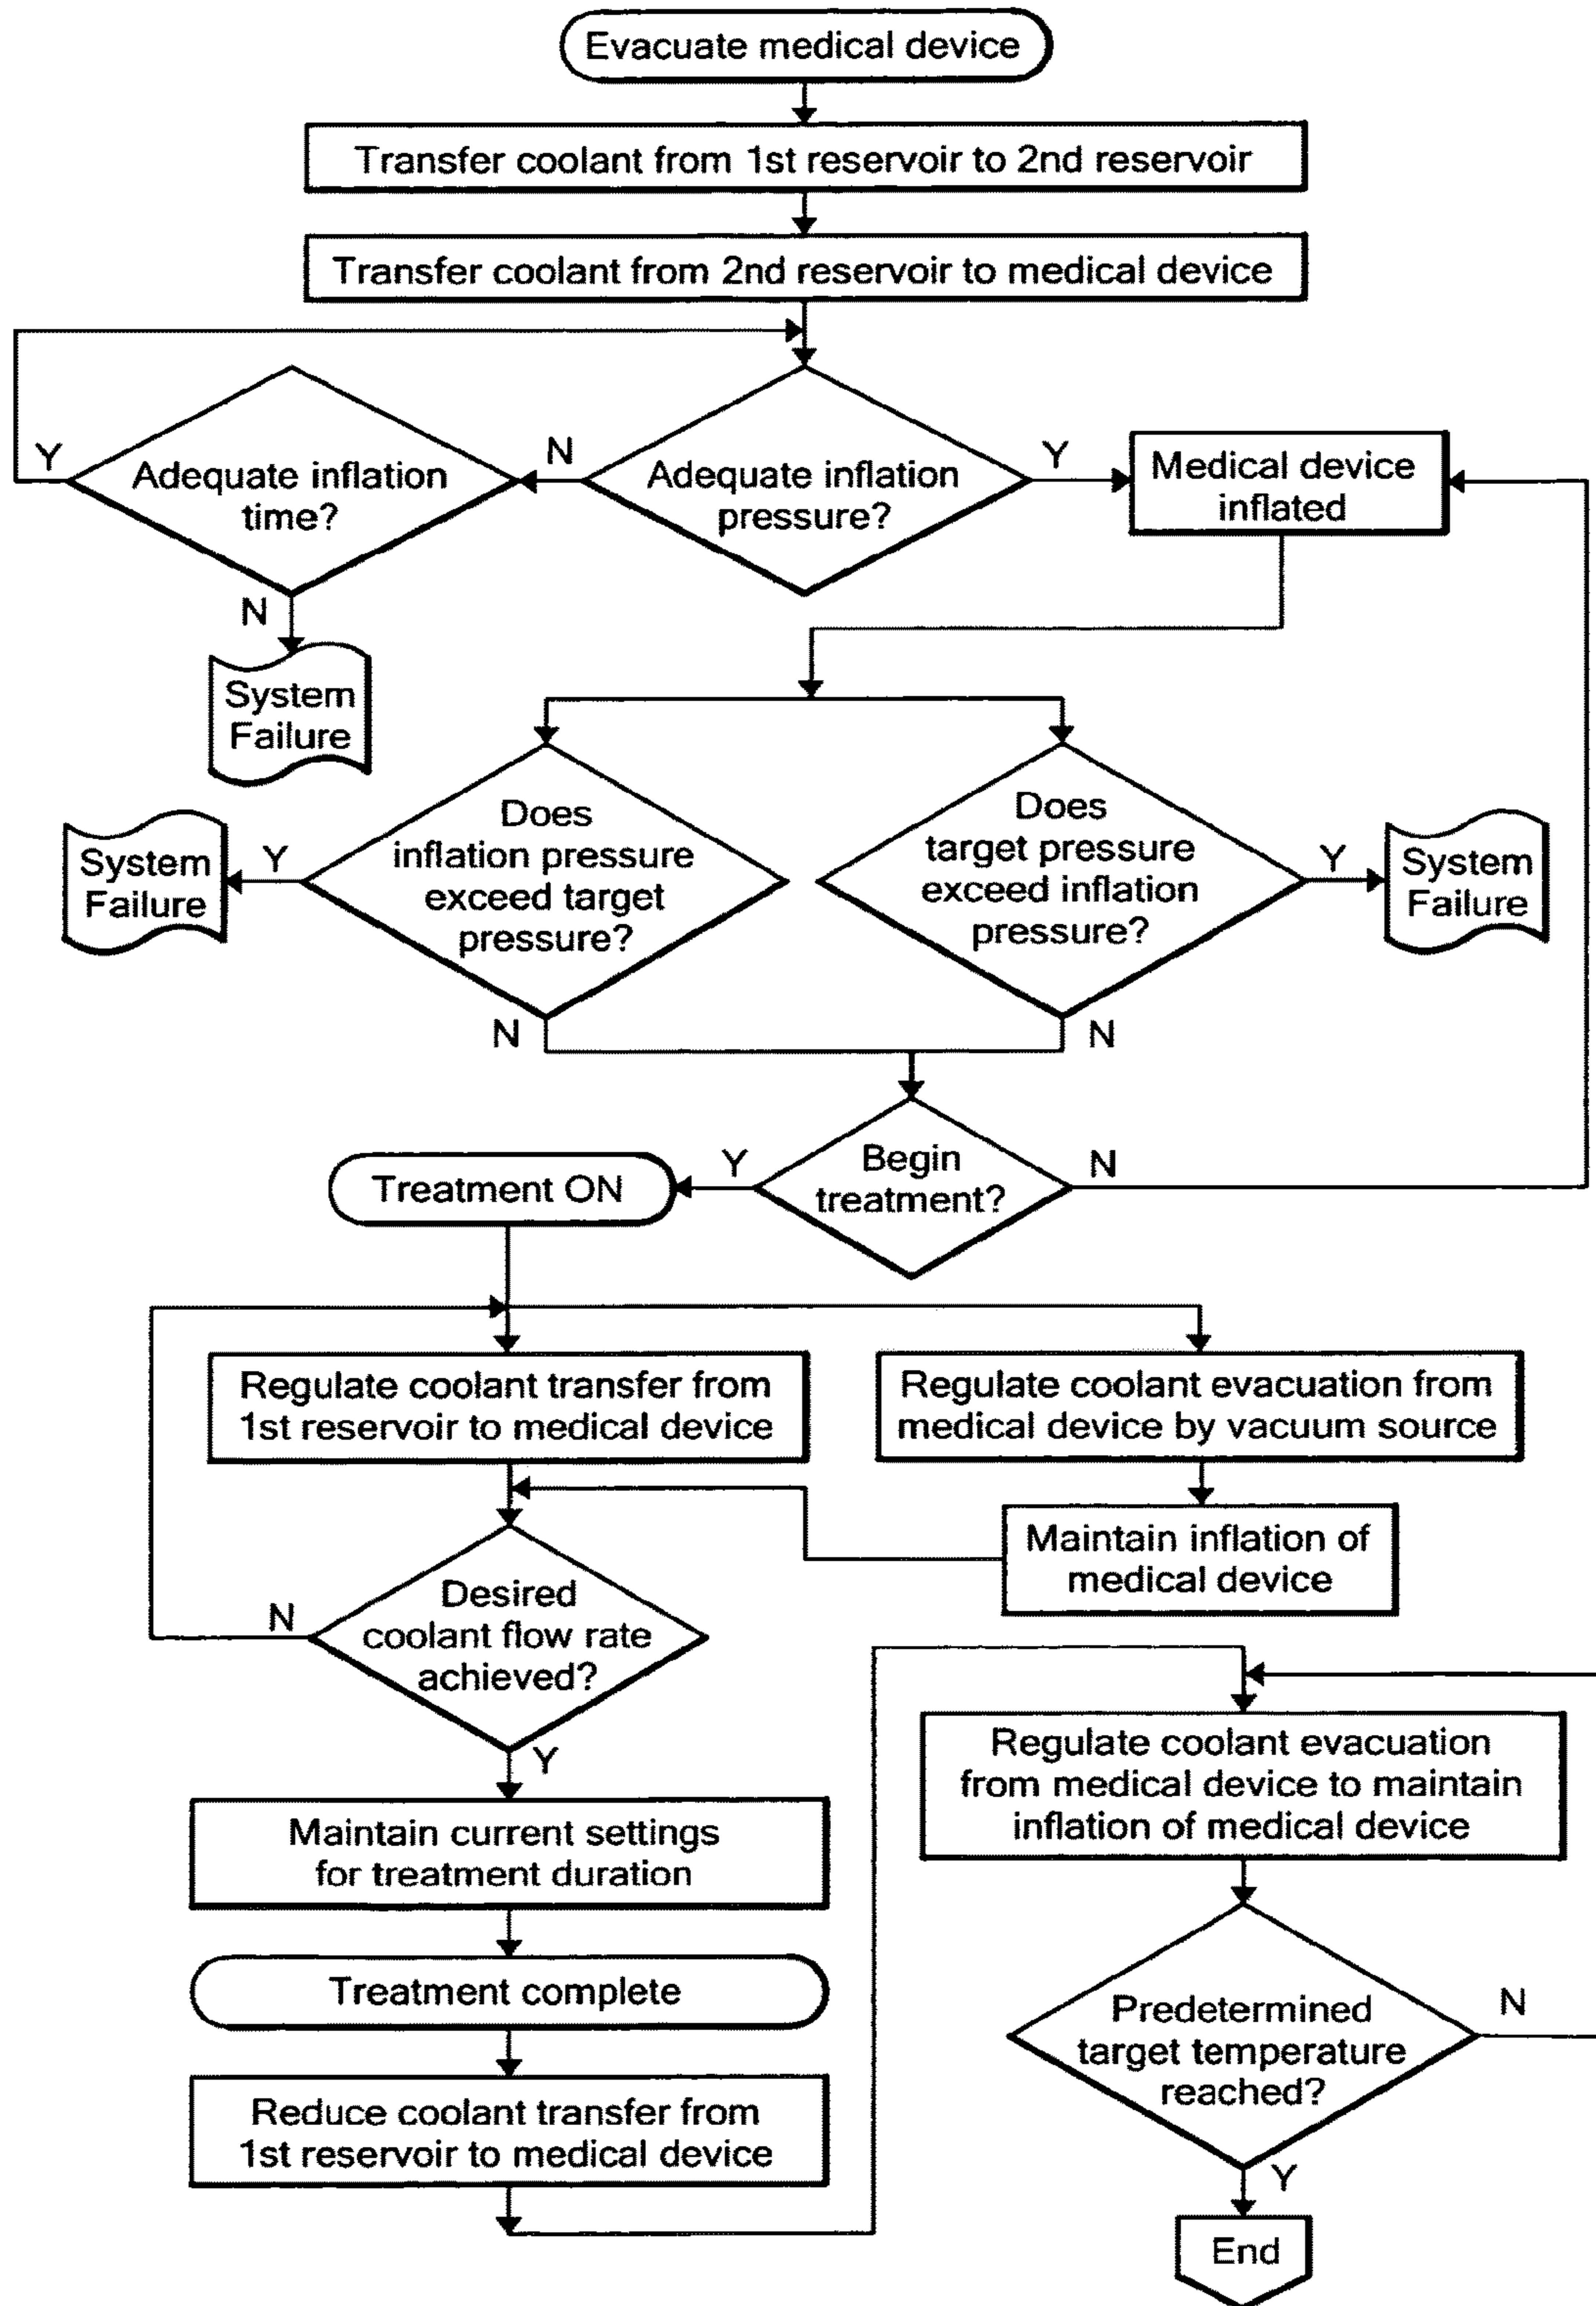 Evacuate medical device
Transfer coolant from 1st reservoir to 2nd reservoir
Transfer coolant from 2nd reservoir to medical device
Y
Adequate inflation
time?
N
Adequate inflation
pressure?
Y
Medical device
inflated
N
System
Failure
System
Failure
Y
Does
inflation pressure
exceed target
pressure?
Does
target pressure
exceed inflation
pressure?
Y
System
Failure
N
N
Treatment ON
Y
Begin
treatment?
N
Regulate coolant transfer from
1st reservoir to medical device
Regulate coolant evacuation from
medical device by vacuum source
Maintain inflation of
medical device
N
Desired
coolant flow rate
achieved?
Y
Regulate coolant evacuation
from medical device to maintain
inflation of medical device
Maintain current settings
for treatment duration
Treatment complete
Predetermined
target temperature
reached?
N
Reduce coolant transfer from
1st reservoir to medical device
Y
End